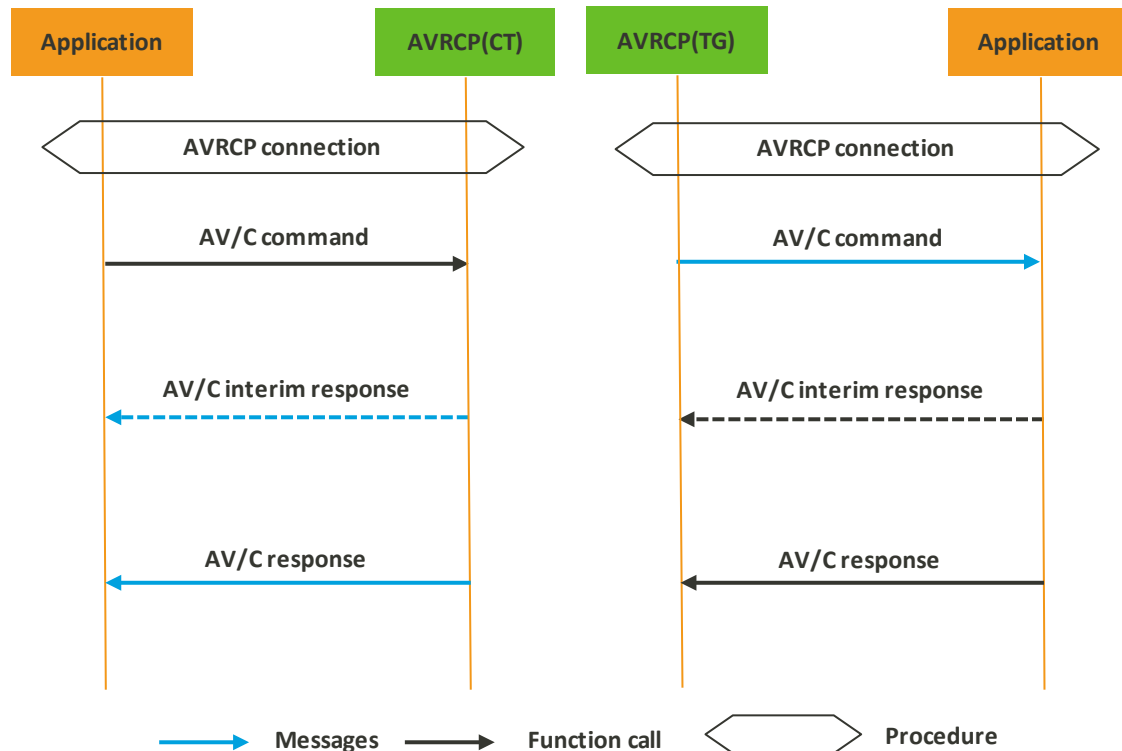 Application
AVRCP(CT)
AVRCP(TG)
Application
AVRCP connection
AVRCP connection
AV/C command
AV/C command
AV/C interim response
AV/C interim response
AV/C response
AV/C response
Messages
Function call
Procedure